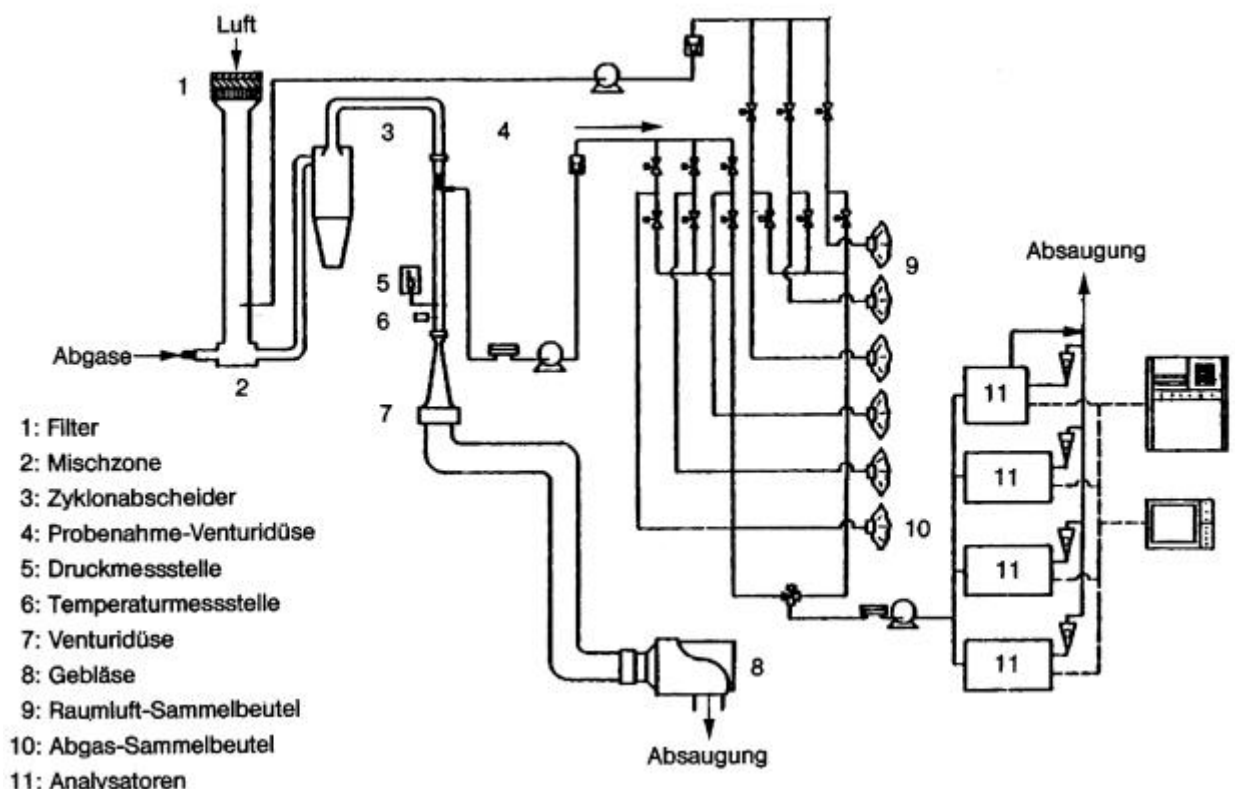 Luft
1
3
4
9
Absaugung
5
6
Abgase
2
7
11
11
10
11
11
8
Absaugung
1: Filter
2: Mischzone
3: Zyklonabscheider
4: Probenahme-Venturidüse
5: Druckmessstelle
6: Temperaturmessstelle
7: Venturidüse
8: Gebläse
9: Raumluft-Sammelbeutel
10: Abgas-Sammelbeutel
11: Analysatoren